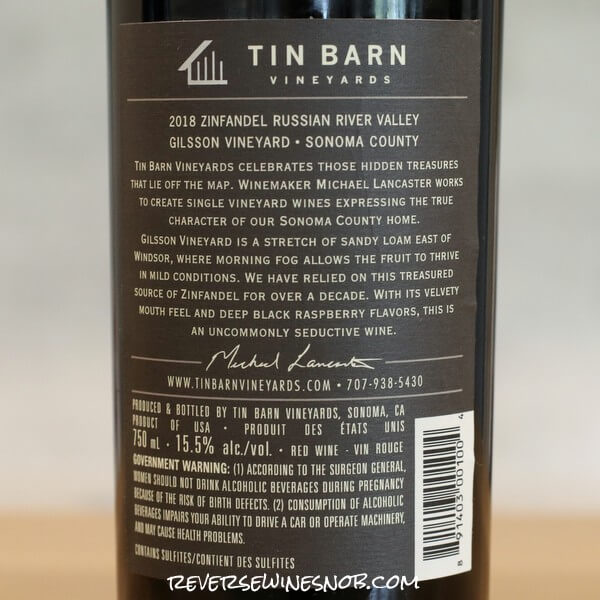 TIN BARN
VINEYARDS
2018 ZINFANDEL RUSSIAN RIVER VALLEY
GILSSON VINEYARD • SONOMA COUNTY
TIN BARN VINEYARDS CELEBRATES THOSE HIDDEN TREASURES
THAT LIE OFF THE MAP. WINEMAKER MICHAEL LANCASTER WORKS
TO CREATE SINGLE VINEYARD WINES EXPRESSING THE TRUE
CHARACTER OF OUR SONOMA COUNTY HOME.
GILSSON VINEYARD IS A STRETCH OF SANDY LOAM EAST OF
WINDSOR, WHERE MORNING FOG ALLOWS THE FRUIT TO THRIVE
IN MILD CONDITIONS. WE HAVE RELIED ON THIS TREASURED
SOURCE OF ZINFANDEL FOR OVER A DECADE. WITH ITS VELVETY
MOUTH FEEL AND DEEP BLACK RASPBERRY FLAVORS, THIS IS
AN UNCOMMONLY SEDUCTIVE WINE.
Michael Lancaster
WWW.TINBARNVINEYARDS.COM • 707-938-5430
PRODUCED & BOTTLED BY TIN BARN VINEYARDS, SONOMA, CA
PRODUCT OF USA • PRODUIT DES ÉTATS UNIS
750 mL • 15.5% alc./vol. • RED WINE - VIN ROUGE
GOVERNMENT WARNING: (1) ACCORDING TO THE SURGEON GENERAL,
WOMEN SHOULD NOT DRINK ALCOHOLIC BEVERAGES DURING PREGNANCY
BECAUSE OF THE RISK OF BIRTH DEFECTS. (2) CONSUMPTION OF ALCOHOLIC
BEVERAGES IMPAIRS YOUR ABILITY TO DRIVE A CAR OR OPERATE MACHINERY,
AND MAY CAUSE HEALTH PROBLEMS.
CONTAINS SULFITES/CONTIENT DES SULFITES
8 91403 00100 4
REVERSEWINESNOB.COM